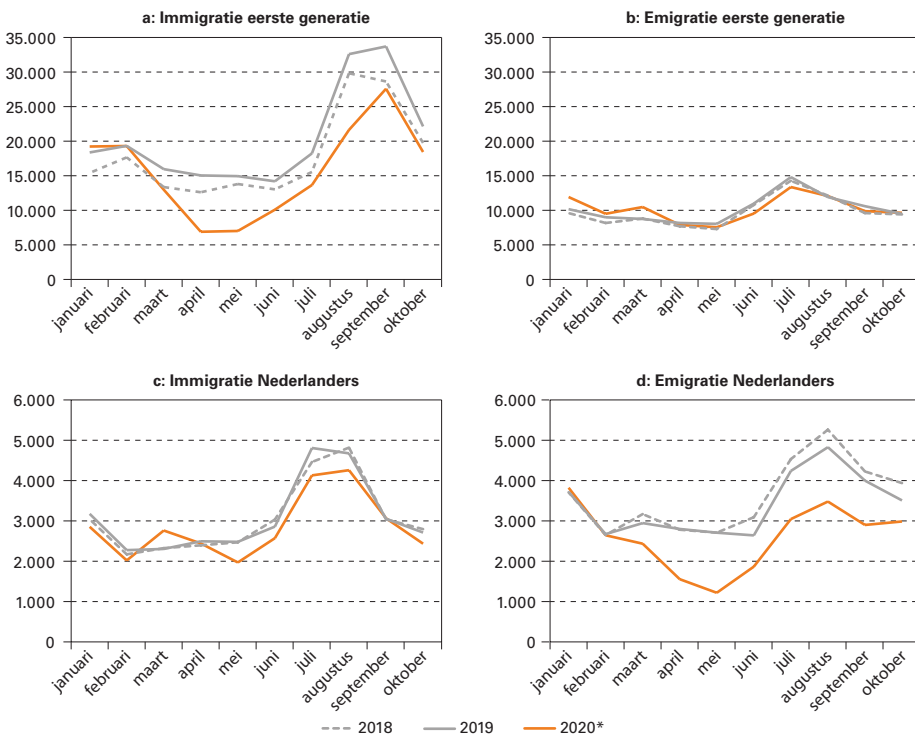 a: Immigratie eerste generatie
35.000
30.000
25.000
20.000
15.000
10.000
5.000
0
januari
februari
maart
april
mei
juni
juli
augustus
september
oktober
b: Emigratie eerste generatie
35.000
30.000
25.000
20.000
15.000
10.000
5.000
0
januari
februari
maart
april
mei
juni
juli
augustus
september
oktober
c: Immigratie Nederlanders
6.000
5.000
4.000
3.000
2.000
1.000
0
januari
februari
maart
april
mei
juni
juli
augustus
september
oktober
d: Emigratie Nederlanders
6.000
5.000
4.000
3.000
2.000
1.000
0
januari
februari
maart
april
mei
juni
juli
augustus
september
oktober
2018 2019 2020*